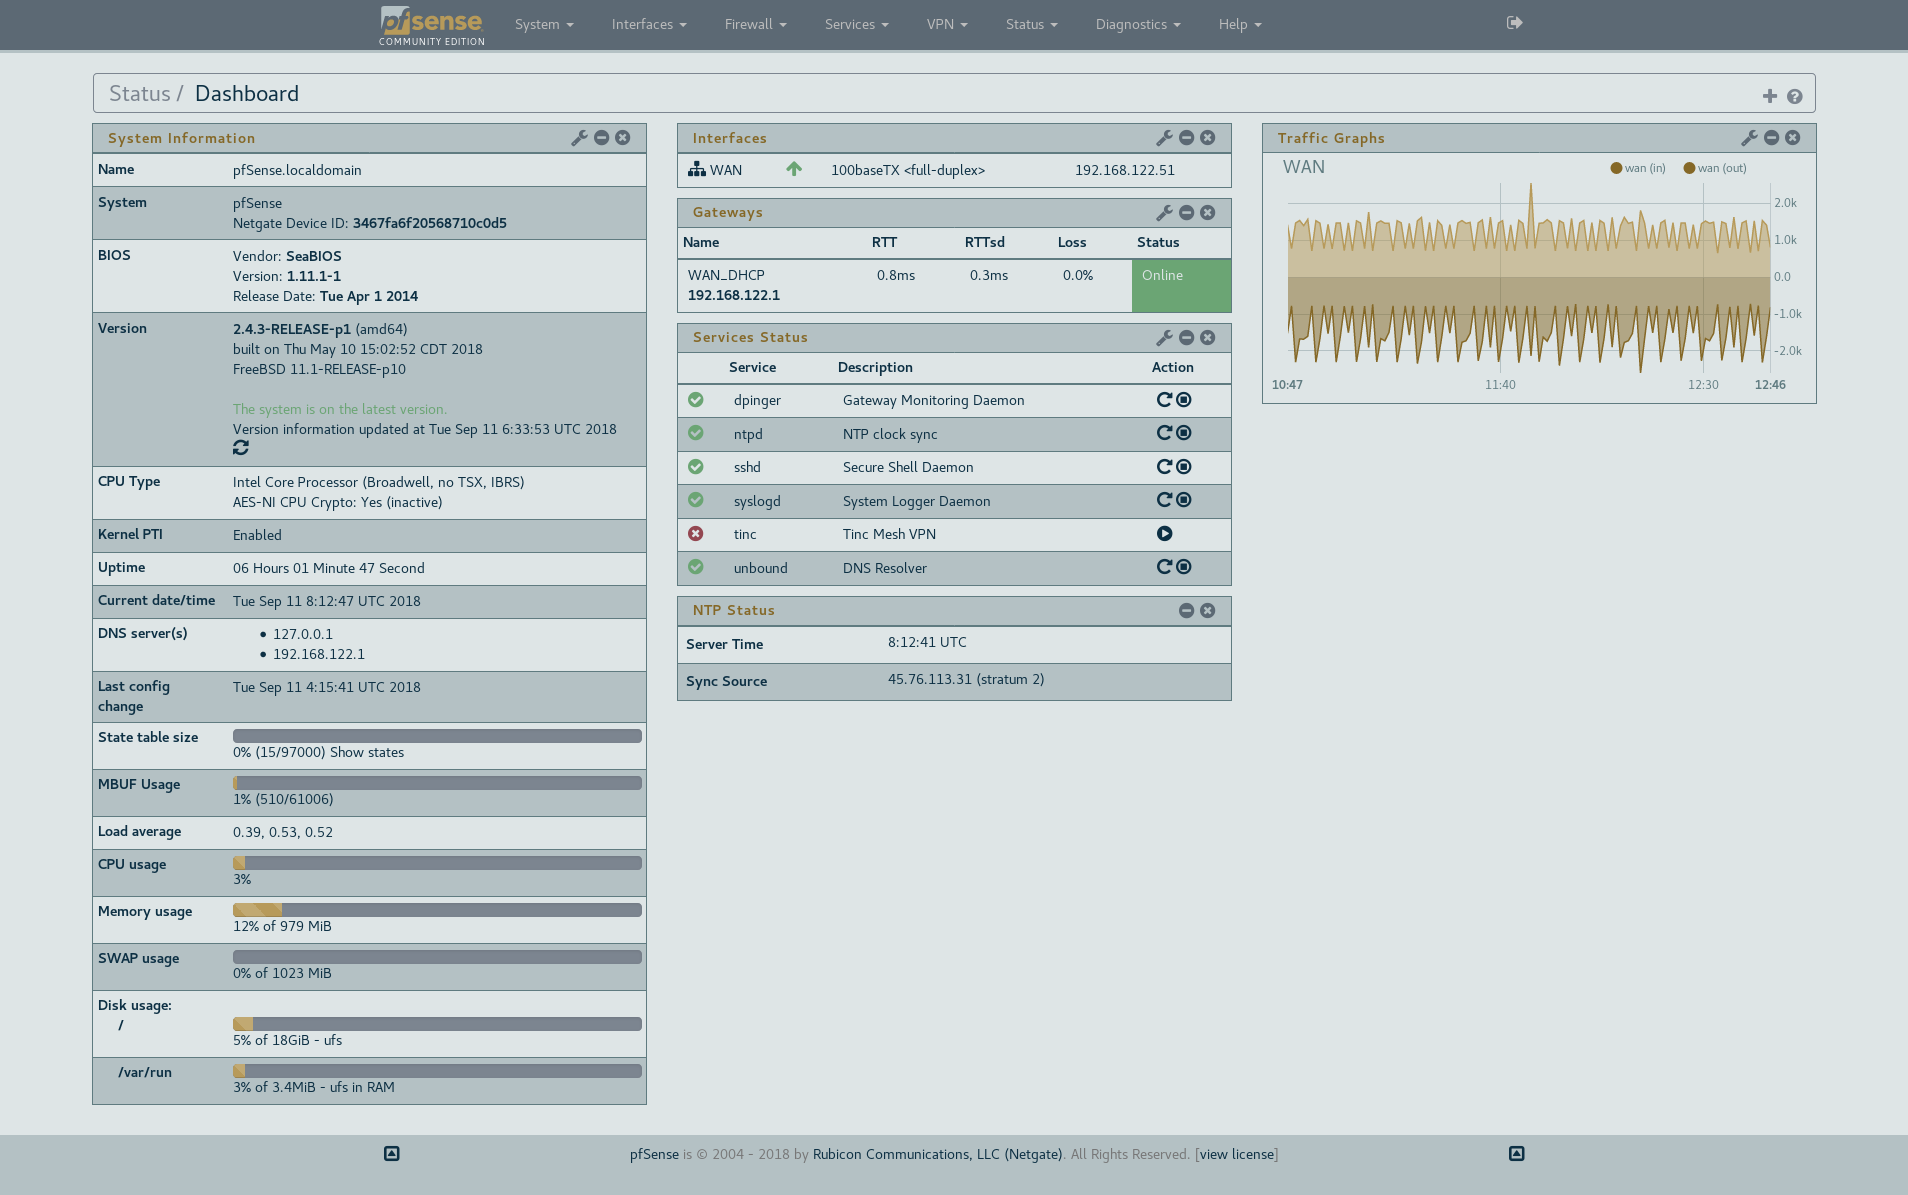 pfsense
COMMUNITY EDITION
System
Interfaces
Firewall
Services
VPN
Status
Diagnostics
Help
Status / Dashboard
System Information
Name pfSense.localdomain
System pfSense
Netgate Device ID: 3467fa6f20568710c0d5
BIOS Vendor: SeaBIOS
Version: 1.11.1-1
Release Date: Tue Apr 1 2014
Version 2.4.3-RELEASE-p1 (amd64)
built on Thu May 10 15:02:52 CDT 2018
FreeBSD 11.1-RELEASE-p10
The system is on the latest version.
Version information updated at Tue Sep 11 6:33:53 UTC 2018
CPU Type Intel Core Processor (Broadwell, no TSX, IBRS)
AES-NI CPU Crypto: Yes (inactive)
Kernel PTI Enabled
Uptime 06 Hours 01 Minute 47 Second
Current date/time Tue Sep 11 8:12:47 UTC 2018
DNS server(s) • 127.0.0.1
• 192.168.122.1
Last config Tue Sep 11 4:15:41 UTC 2018
change
State table size
0% (15/97000) Show states
MBUF Usage
1% (510/61006)
Load average 0.39, 0.53, 0.52
CPU usage
3%
Memory usage
12% of 979 MiB
SWAP usage
0% of 1023 MiB
Disk usage:
/
5% of 18GiB - ufs
/var/run
3% of 3.4MiB - ufs in RAM
Interfaces
WAN 100baseTX <full-duplex> 192.168.122.51
Gateways
Name RTT RTTsd Loss Status
WAN_DHCP 0.8ms 0.3ms 0.0% Online
192.168.122.1
Services Status
Service Description Action
dpinger Gateway Monitoring Daemon
ntpd NTP clock sync
sshd Secure Shell Daemon
syslogd System Logger Daemon
tinc Tinc Mesh VPN
unbound DNS Resolver
NTP Status
Server Time 8:12:41 UTC
Sync Source 45.76.113.31 (stratum 2)
Traffic Graphs
WAN
wan (in) wan (out)
2.0k
1.0k
0.0
-1.0k
-2.0k
10:47 11:40 12:30 12:46
pfSense is © 2004 - 2018 by Rubicon Communications, LLC (Netgate). All Rights Reserved. [view license]